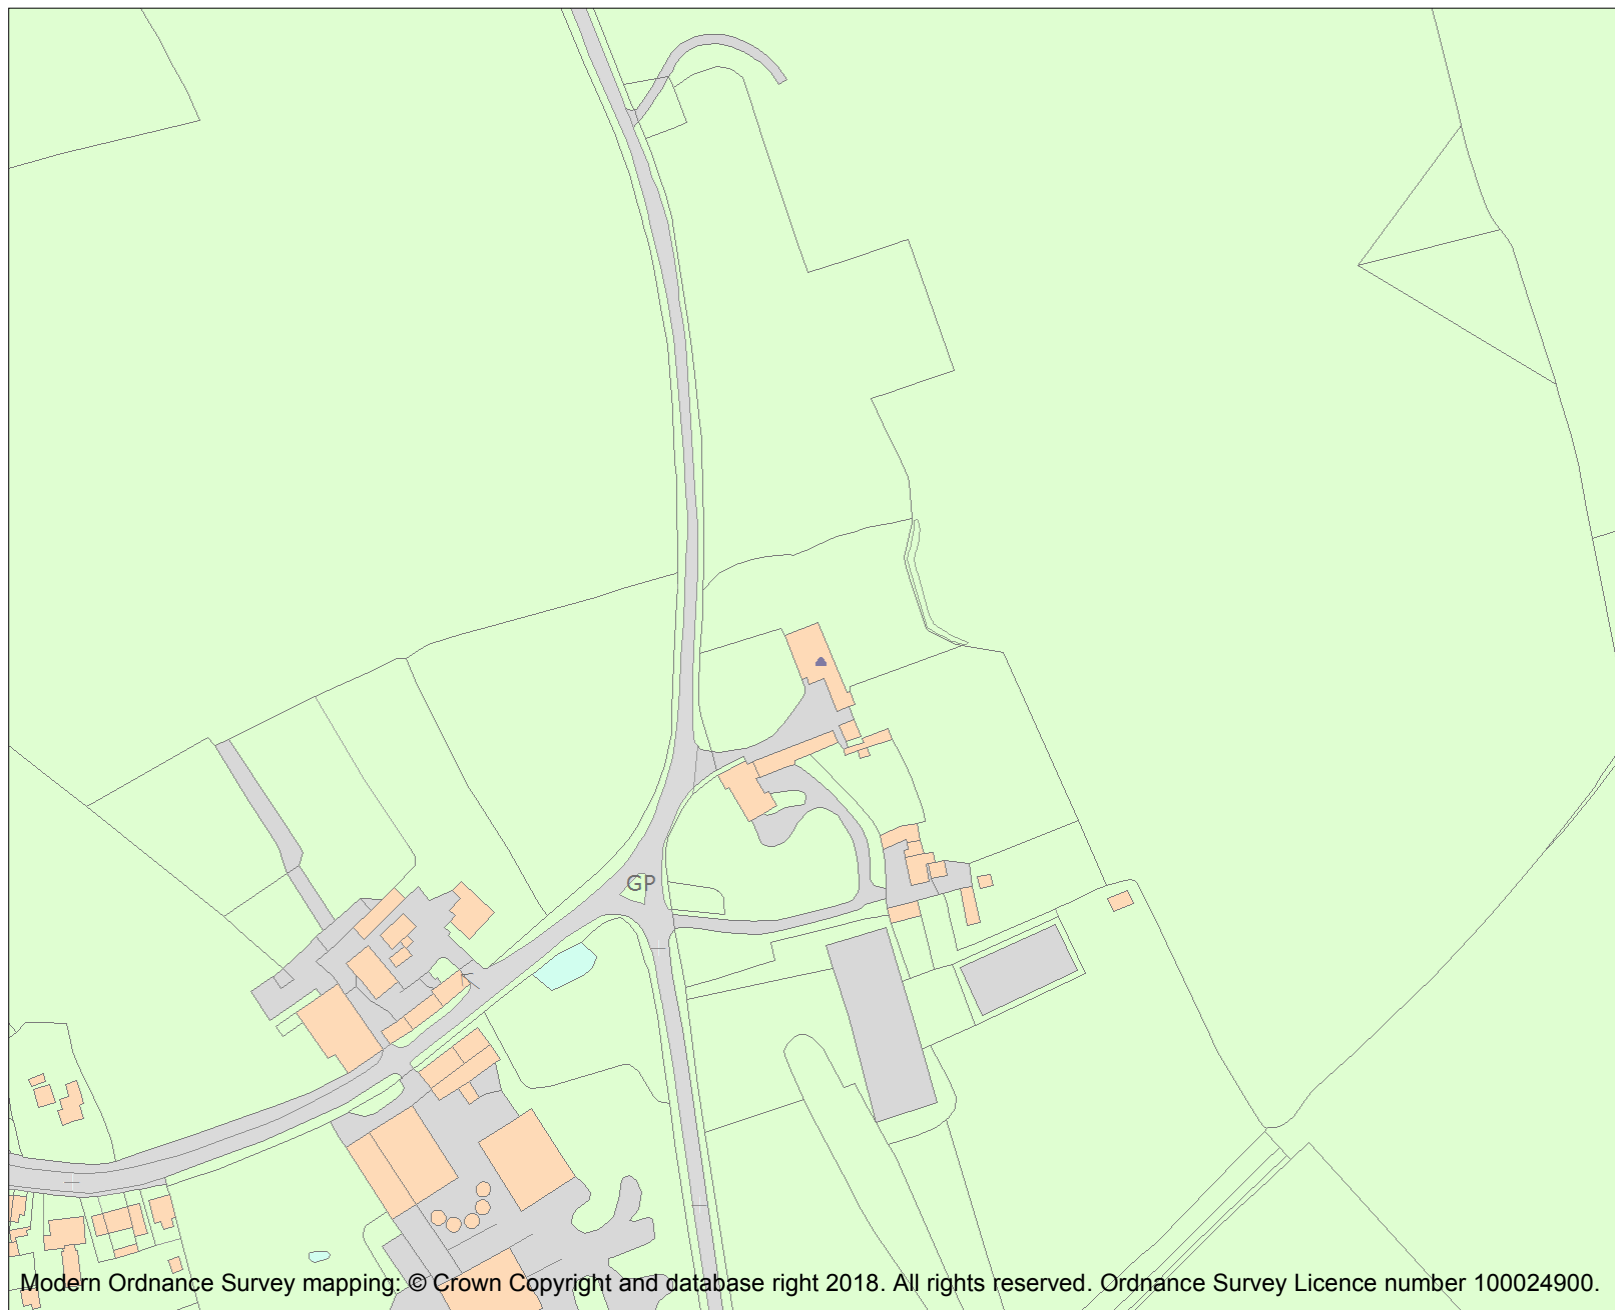 GP
Modern Ordnance Survey mapping: © Crown Copyright and database right 2018. All rights reserved. Ordnance Survey Licence number 100024900.